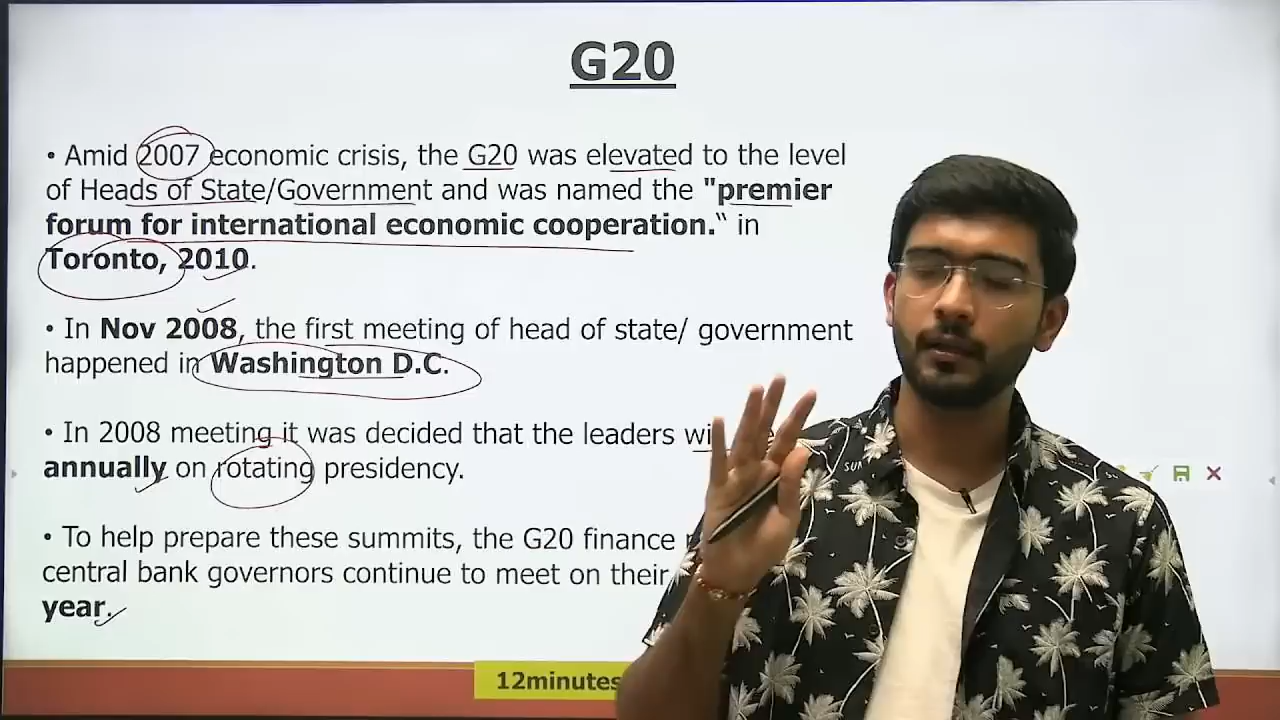 G20
• Amid 2007 economic crisis, the G20 was elevated to the level
of Heads of State/Government and was named the "premier
forum for international economic cooperation.“ in
Toronto, 2010.
• In Nov 2008, the first meeting of head of state/ government
happened in Washington D.C.
• In 2008 meeting it was decided that the leaders
annually on rotating presidency.
• To help prepare these summits, the G20 finance
central bank governors continue to meet on their
year.
12minutes
SUM